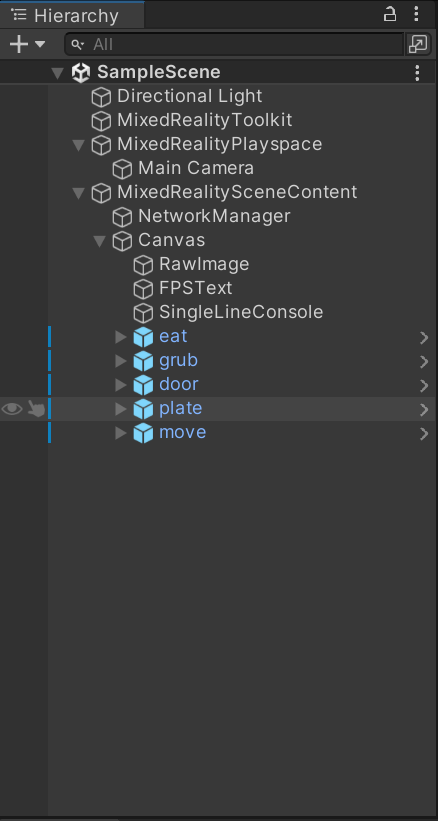 Hierarchy
All
SampleScene
Directional Light
MixedRealityToolkit
MixedRealityPlayspace
Main Camera
MixedRealitySceneContent
NetworkManager
Canvas
RawImage
FPSText
SingleLineConsole
eat
grub
door
plate
move